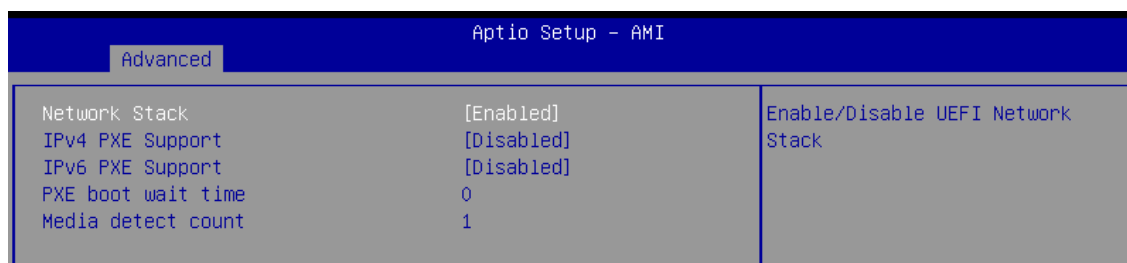 Aptio Setup – AMI
Advanced
Network Stack [Enabled]
IPv4 PXE Support [Disabled]
IPv6 PXE Support [Disabled]
PXE boot wait time 0
Media detect count 1
Enable/Disable UEFI Network
Stack